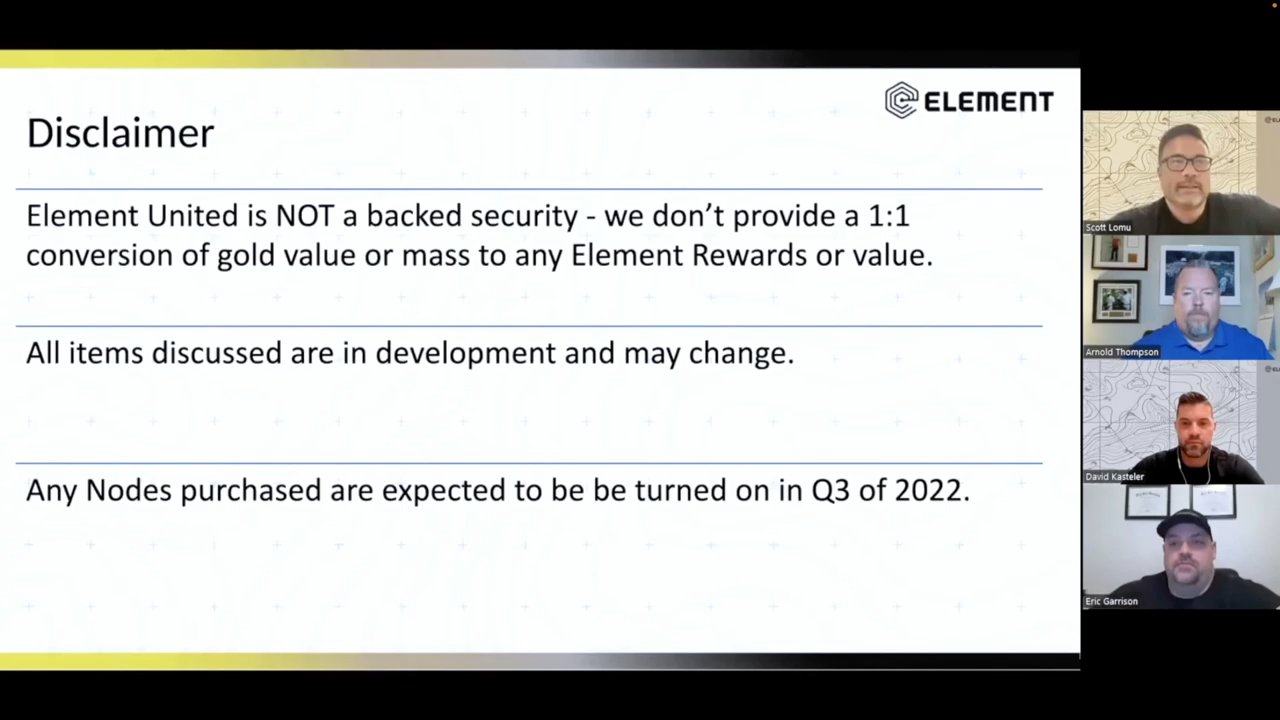 ELEMENT
Disclaimer
Element United is NOT a backed security - we don’t provide a 1:1
conversion of gold value or mass to any Element Rewards or value.
All items discussed are in development and may change.
Any Nodes purchased are expected to be be turned on in Q3 of 2022.
Scott Lomu
Arnold Thompson
David Kasteler
Eric Garrison